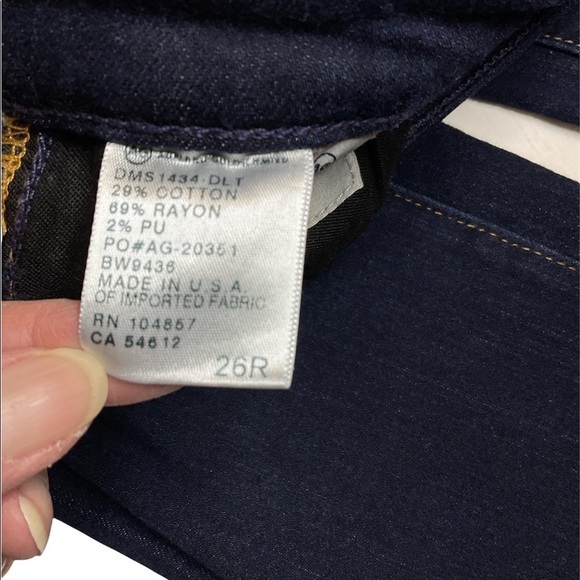 DMS1434-DLT
29% COTTON
69% RAYON
2% PU
PO#AG-20351
BW9436
MADE IN U.S.A
OF IMPORTED FABRIC
RN 104857
CA 54612
26R